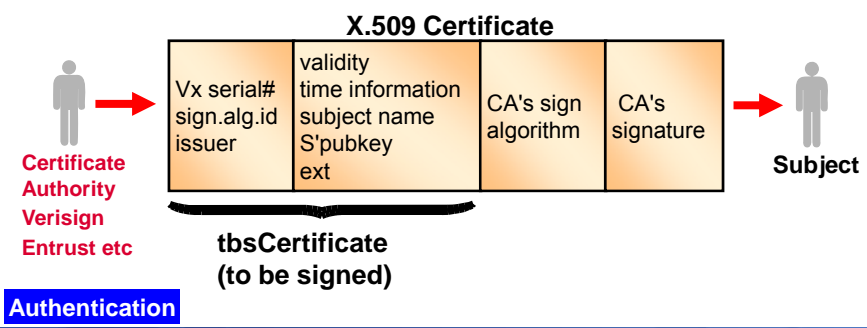 X.509 Certificate
Vx serial#
sign.alg.id
issuer
validity
time information
subject name
S'pubkey
ext
CA's sign
algorithm
CA's
signature
Certificate
Authority
Verisign
Entrust etc
Subject
tbsCertificate
(to be signed)
Authentication